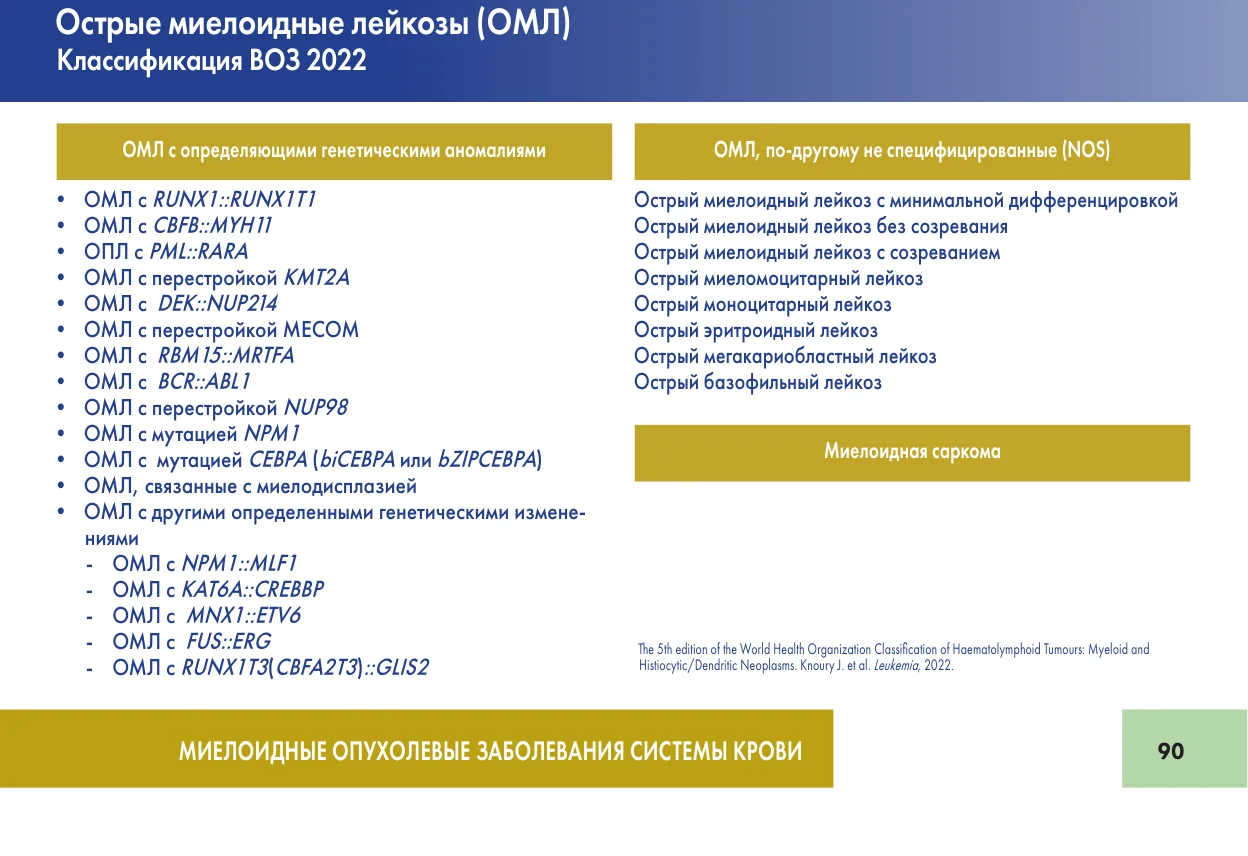 Острые миелоидные лейкозы (ОМЛ)
Классификация ВОЗ 2022
ОМЛ с определяющими генетическими аномалиями
• ОМЛ с RUNX1::RUNX1T1
• ОМЛ с CBFB::MYH11
• ОПЛ с PML::RARA
• ОМЛ с перестройкой KMT2A
• ОМЛ с DEK::NUP214
• ОМЛ с перестройкой MECOM
• ОМЛ с RBM15::MRTFA
• ОМЛ с BCR::ABL1
• ОМЛ с перестройкой NUP98
• ОМЛ с мутацией NPM1
• ОМЛ с мутацией CEBPA (biCEBPA или bZIPCEBPA)
• ОМЛ, связанные с миелодисплазией
• ОМЛ с другими определенными генетическими измене-
ниями
- ОМЛ с NPM1::MLF1
- ОМЛ с KAT6A::CREBBP
- ОМЛ с MNX1::ETV6
- ОМЛ с FUS::ERG
- ОМЛ с RUNX1T3(CBFA2T3)::GLIS2
ОМЛ, по-другому не специфицированные (NOS)
Острый миелоидный лейкоз с минимальной дифференцировкой
Острый миелоидный лейкоз без созревания
Острый миелоидный лейкоз с созреванием
Острый миеломоцитарный лейкоз
Острый моноцитарный лейкоз
Острый эритроидный лейкоз
Острый мегакариобластный лейкоз
Острый базофильный лейкоз
Миелоидная саркома
The 5th edition of the World Health Organization Classification of Haematolymphoid Tumours: Myeloid and
Histiocytic/Dendritic Neoplasms. Knoury J. et al. Leukemia, 2022.
МИЕЛОИДНЫЕ ОПУХОЛЕВЫЕ ЗАБОЛЕВАНИЯ СИСТЕМЫ КРОВИ
90